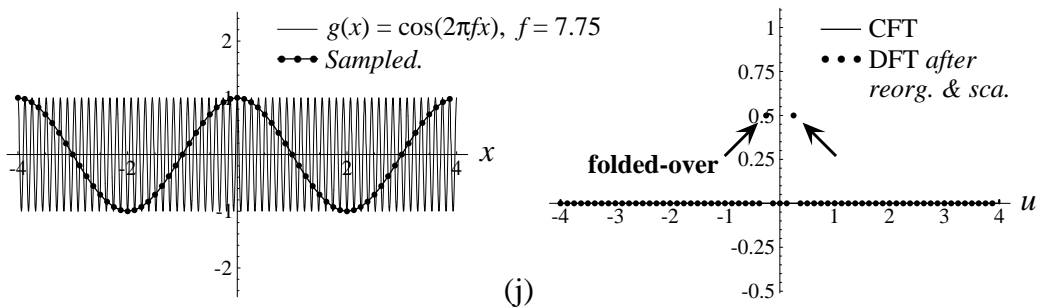 g(x) = cos(2πfx), f = 7.75
Sampled.
2
1
-1
-2
-4
-2
2
4
x
CFT
DFT after
reorg. & sca.
1
0.75
0.5
0.25
-0.25
-0.5
folded-over
-4
-3
-2
-1
1
2
3
4
u
(j)